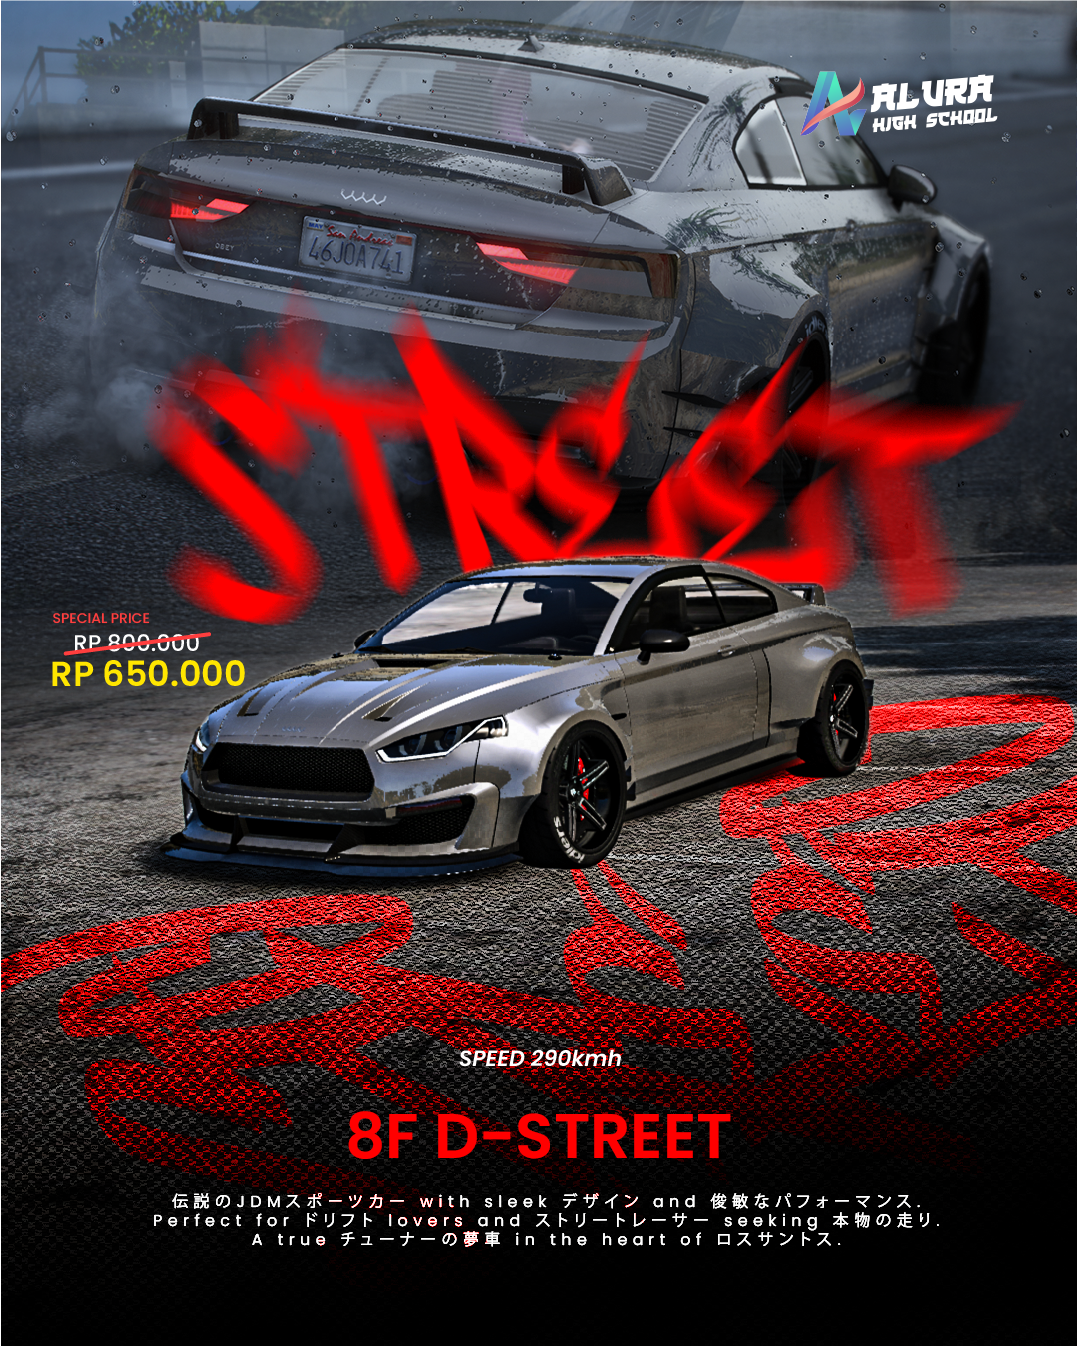 ALURA
HIGH SCHOOL
OBEY
MAY San Andreas
46JOA741
STREET
SPECIAL PRICE
RP 800.000
RP 650.000
SPEED 290kmh
8F D-STREET
伝説のJDMスポーツカー with sleek デザイン and 俊敏なパフォーマンス.
Perfect for ドリフト lovers and ストリートレーサー seeking 本物の走り.
A true チューナーの夢車 in the heart of ロスサントス.